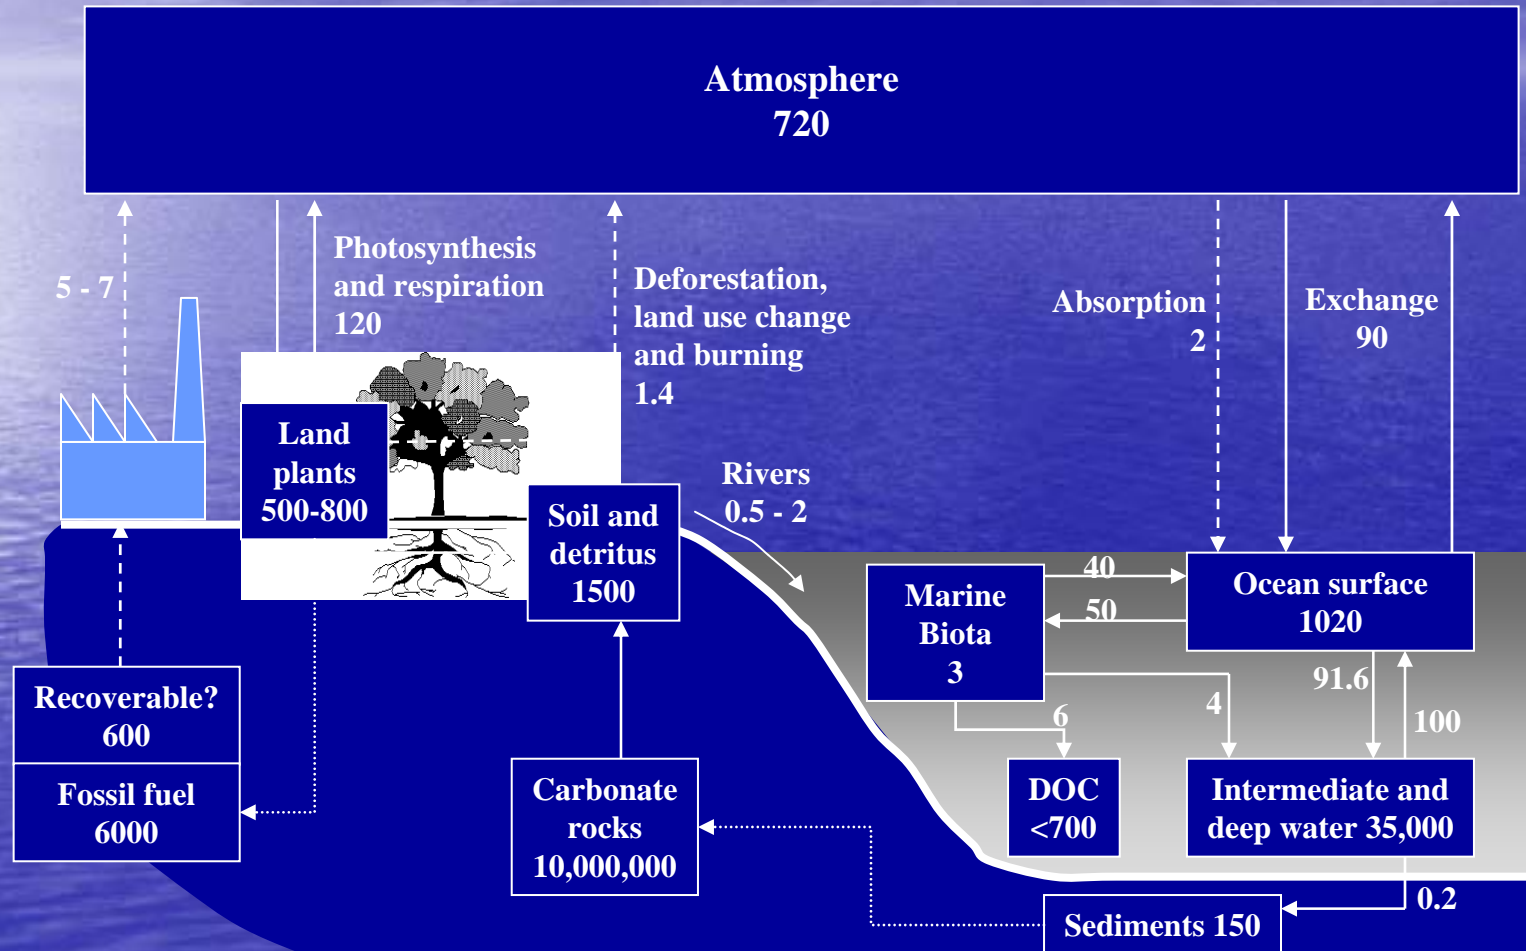 Atmosphere
720
5 - 7
Photosynthesis
and respiration
120
Deforestation,
land use change
and burning
1.4
Absorption
2
Exchange
90
Land
plants
500-800
Soil and
detritus
1500
Rivers
0.5 - 2
Marine
Biota
3
40
50
Ocean surface
1020
91.6
100
4
6
Recoverable?
600
Fossil fuel
6000
Carbonate
rocks
10,000,000
DOC
<700
Intermediate and
deep water 35,000
0.2
Sediments 150